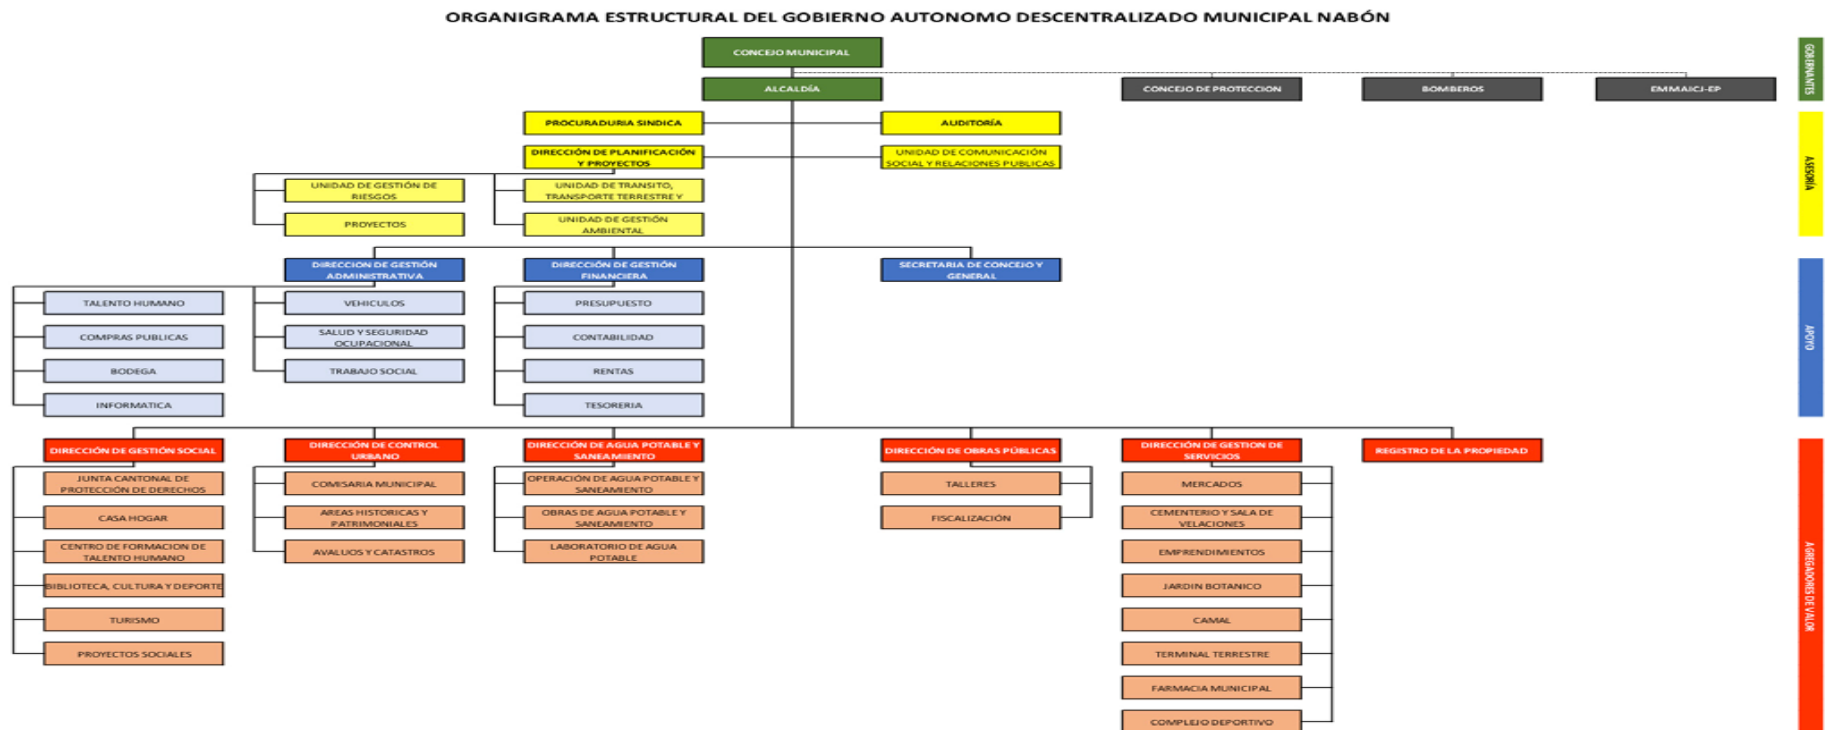 ORGANIGRAMA ESTRUCTURAL DEL GOBIERNO AUTONOMO DESCENTRALIZADO MUNICIPAL NABÓN
CONCEJO MUNICIPAL
ALCALDÍA
CONCEJO DE PROTECCION
BOMBEROS
EMMAICJ-EP
GOBERNANTES
PROCURADURIA SINDICA
AUDITORÍA
DIRECCIÓN DE PLANIFICACIÓN
Y PROYECTOS
UNIDAD DE COMUNICACIÓN
SOCIAL Y RELACIONES PUBLICAS
UNIDAD DE GESTIÓN DE
RIESGOS
UNIDAD DE TRANSITO,
TRANSPORTE TERRESTRE Y
PROYECTOS
UNIDAD DE GESTIÓN
AMBIENTAL
ASESORÍA
DIRECCION DE GESTIÓN
ADMINISTRATIVA
DIRECCIÓN DE GESTIÓN
FINANCIERA
SECRETARIA DE CONCEJO Y
GENERAL
TALENTO HUMANO
VEHICULOS
PRESUPUESTO
COMPRAS PUBLICAS
SALUD Y SEGURIDAD
OCUPACIONAL
CONTABILIDAD
BODEGA
TRABAJO SOCIAL
RENTAS
INFORMATICA
TESORERIA
APOYO
DIRECCIÓN DE GESTIÓN SOCIAL
DIRECCIÓN DE CONTROL
URBANO
DIRECCIÓN DE AGUA POTABLE Y
SANEAMIENTO
DIRECCIÓN DE OBRAS PÚBLICAS
DIRECCIÓN DE GESTION DE
SERVICIOS
REGISTRO DE LA PROPIEDAD
JUNTA CANTONAL DE
PROTECCIÓN DE DERECHOS
COMISARIA MUNICIPAL
OPERACIÓN DE AGUA POTABLE Y
SANEAMIENTO
TALLERES
MERCADOS
CASA HOGAR
AREAS HISTORICAS Y
PATRIMONIALES
OBRAS DE AGUA POTABLE Y
SANEAMIENTO
FISCALIZACIÓN
CEMENTERIO Y SALA DE
VELACIONES
CENTRO DE FORMACION DE
TALENTO HUMANO
AVALUOS Y CATASTROS
LABORATORIO DE AGUA
POTABLE
EMPRENDIMIENTOS
BIBLIOTECA, CULTURA Y DEPORTE
JARDIN BOTANICO
TURISMO
CAMAL
PROYECTOS SOCIALES
TERMINAL TERRESTRE
FARMACIA MUNICIPAL
COMPLEJO DEPORTIVO
AGREGADORES DE VALOR